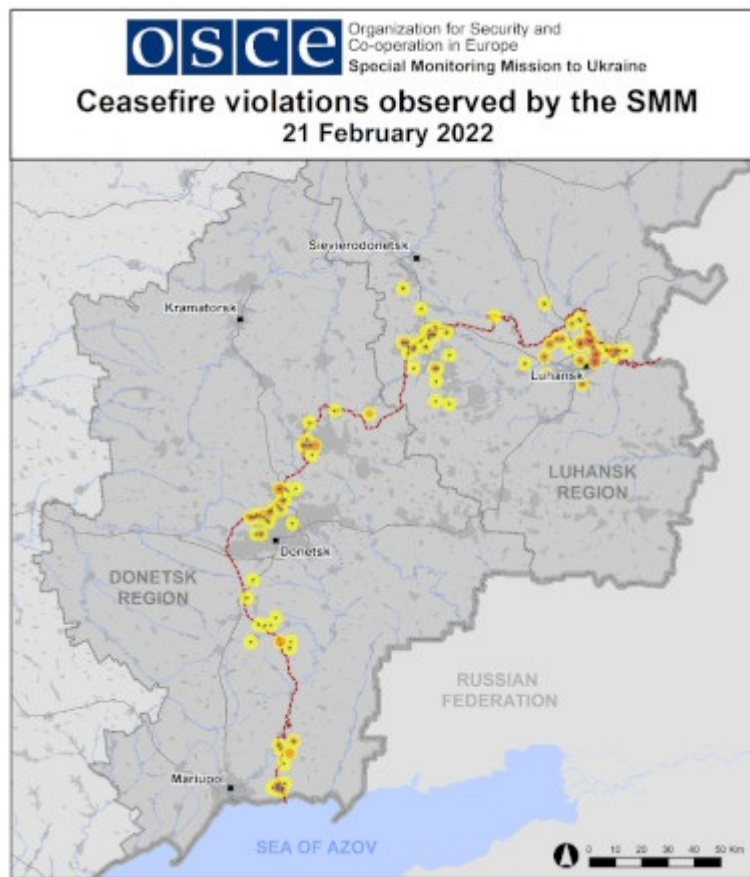 osce
Organization for Security and
Co-operation in Europe
Special Monitoring Mission to Ukraine
Ceasefire violations observed by the SMM
21 February 2022
Sievierodonetsk
Kramatorsk
Luhansk
LUHANSK
REGION
Donetsk
DONETSK
REGION
RUSSIAN
FEDERATION
Mariupol
SEA OF AZOV
0 10 20 30 40 50 Km